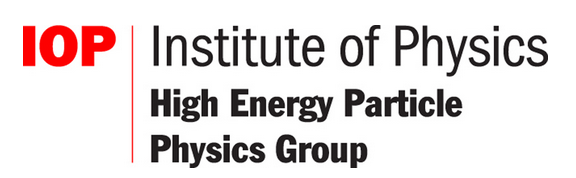 IOP Institute of Physics
High Energy Particle
Physics Group